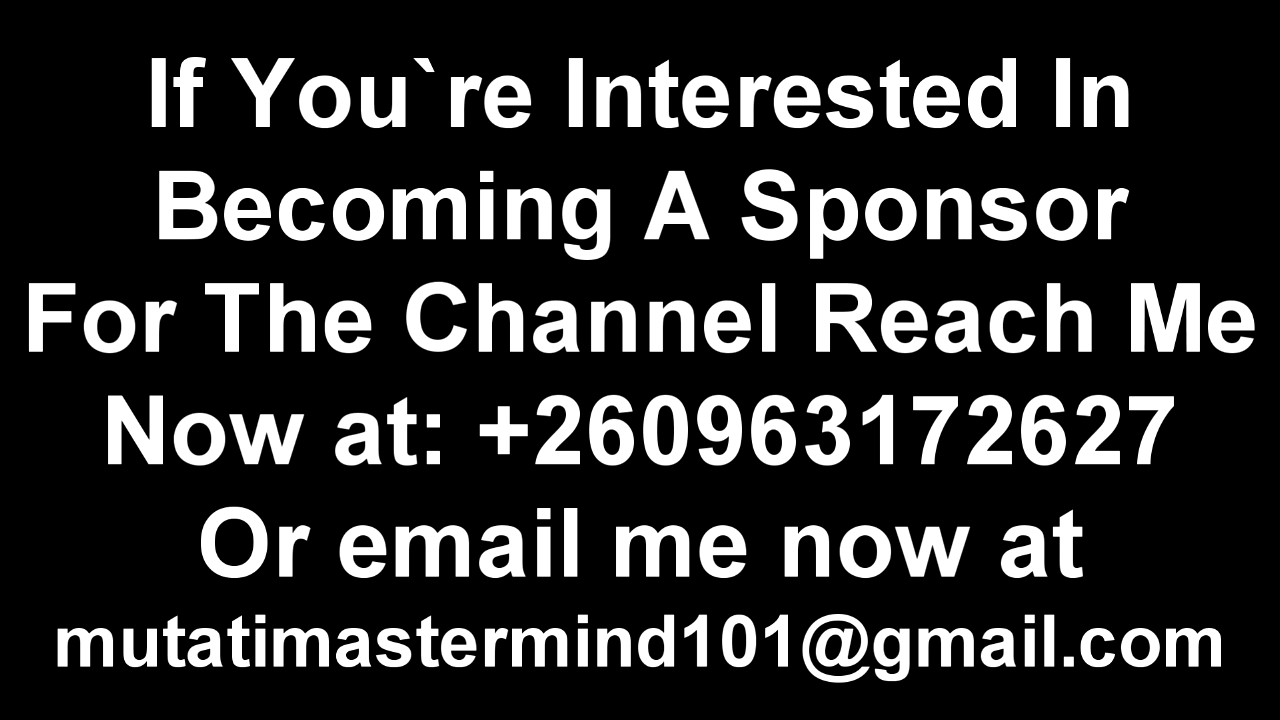 If You`re Interested In
Becoming A Sponsor
For The Channel Reach Me
Now at: +260963172627
Or email me now at
mutatimastermind101@gmail.com